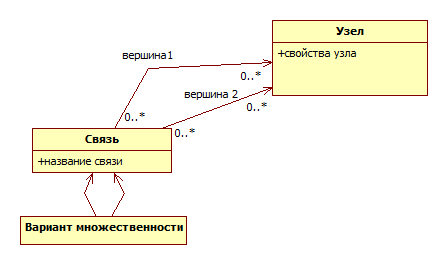 Узел
+свойства узла
вершина1
0..*
вершина 2
0..*
0..*
0..*
Связь
+название связи
Вариант множественности